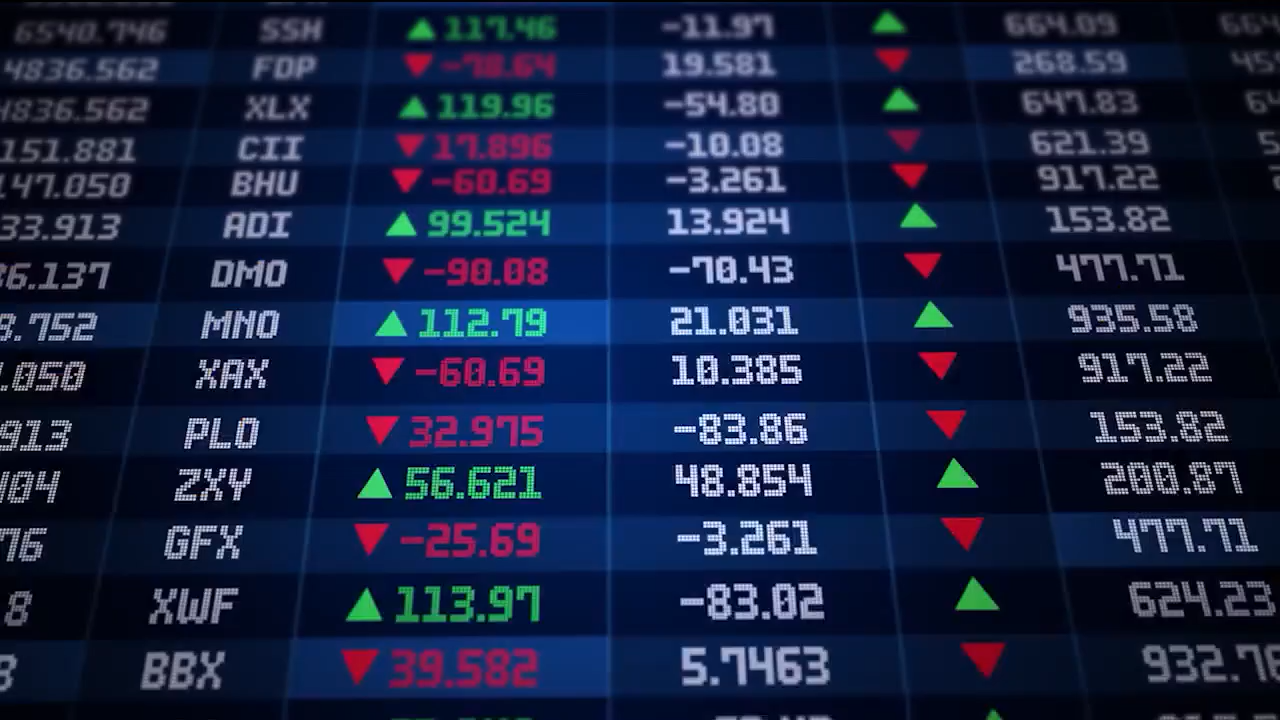 6540.746 SSH ▲ 117.46 -11.97 ▲ 664.09
4836.562 FDP ▼ -78.64 19.581 ▼ 268.59
4836.562 XLX ▲ 119.96 -54.80 ▲ 647.83
151.881 CII ▼ 17.896 -10.08 ▼ 621.39
147.050 BHU ▼ -60.69 -3.261 ▼ 917.22
33.913 ADI ▲ 99.524 13.924 ▲ 153.82
6.137 DMO ▼ -90.08 -70.43 ▼ 477.71
8.752 MNO ▲ 112.79 21.031 ▲ 935.58
.050 XAX ▼ -60.69 10.385 ▼ 917.22
913 PLO ▼ 32.975 -83.86 ▼ 153.82
104 ZXY ▲ 56.621 48.854 ▲ 200.87
76 GFX ▼ -25.69 -3.261 ▼ 477.71
8 XWF ▲ 113.97 -83.02 ▲ 624.23
BBX ▼ 39.582 5.7463 ▼ 932.76